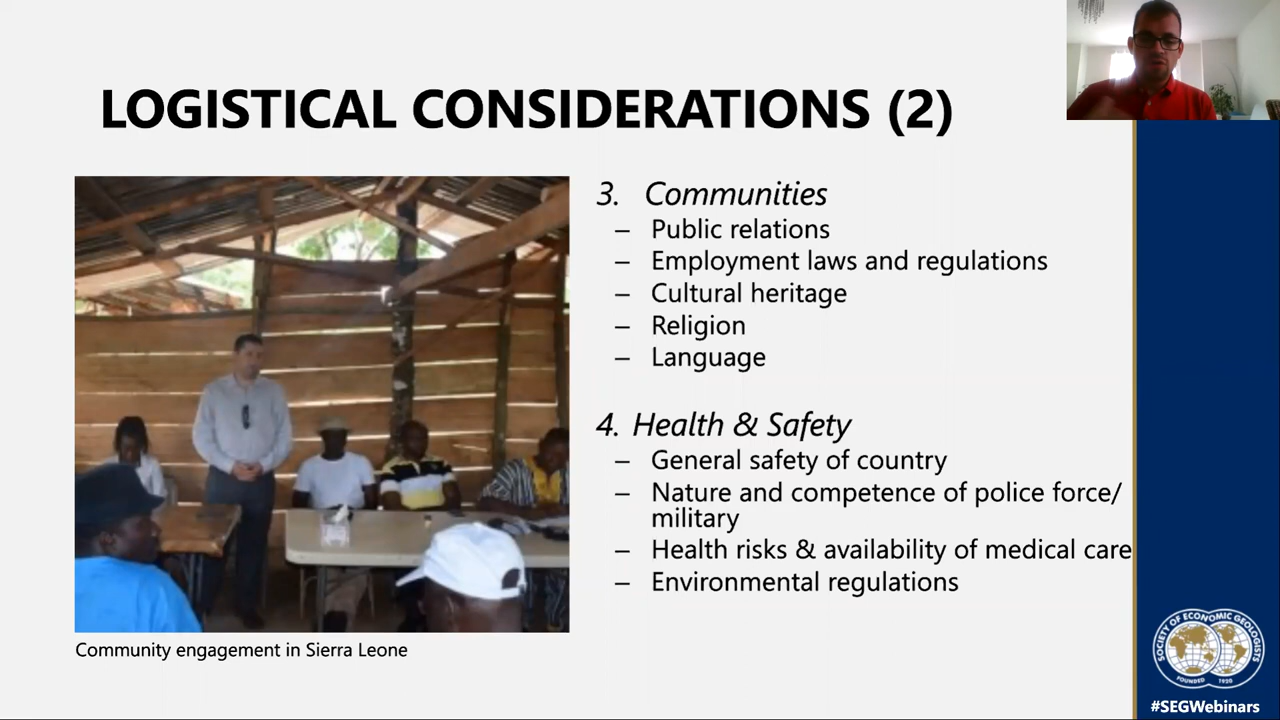 LOGISTICAL CONSIDERATIONS (2)
3. Communities
– Public relations
– Employment laws and regulations
– Cultural heritage
– Religion
– Language
4. Health & Safety
– General safety of country
– Nature and competence of police force/
military
– Health risks & availability of medical care
– Environmental regulations
Community engagement in Sierra Leone
SOCIETY OF ECONOMIC GEOLOGISTS
FOUNDED 1920
#SEGWebinars